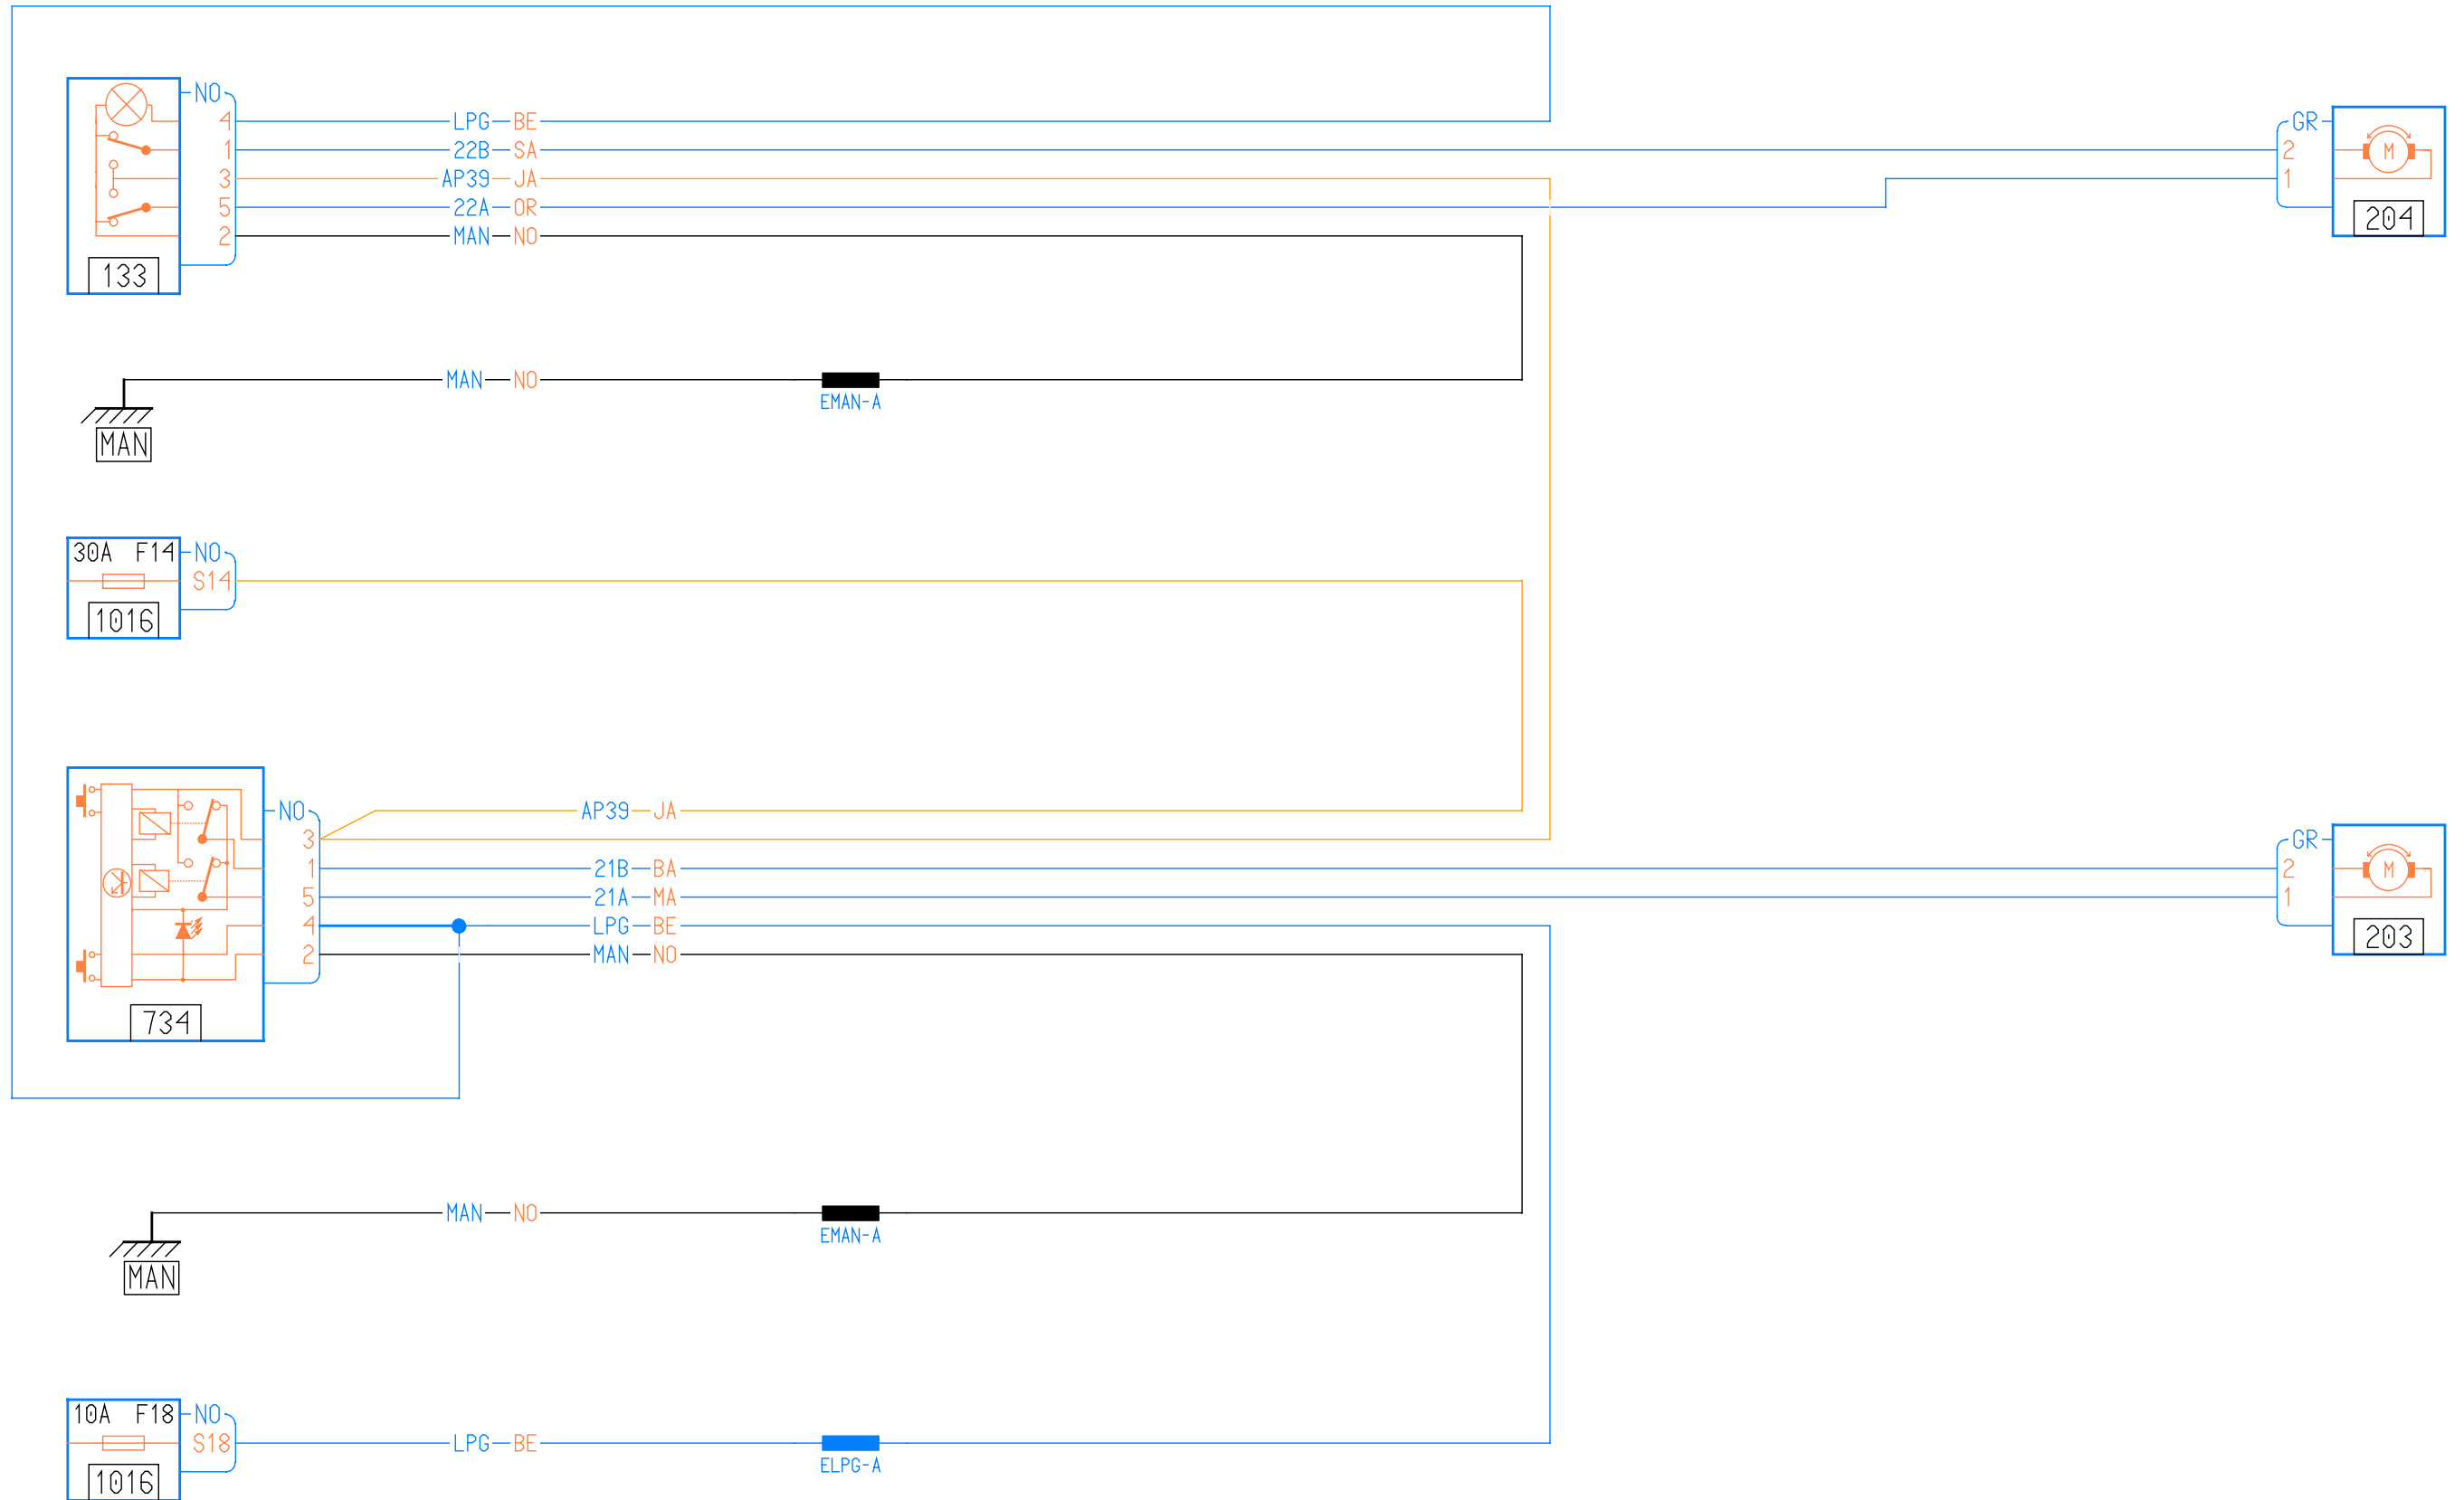 NO
4 LPG BE
GR
1 22B SA
2 M
3 AP39 JA
1
5 22A OR
204
2 MAN NO
133
MAN NO
EMAN-A
MAN
30A F14 NO
S14
1016
NO AP39 JA
3
GR
1 21B BA
2 M
5 21A MA
1
4 LPG BE
203
2 MAN NO
734
MAN NO
EMAN-A
MAN
10A F18 NO
S18 LPG BE
ELPG-A
1016